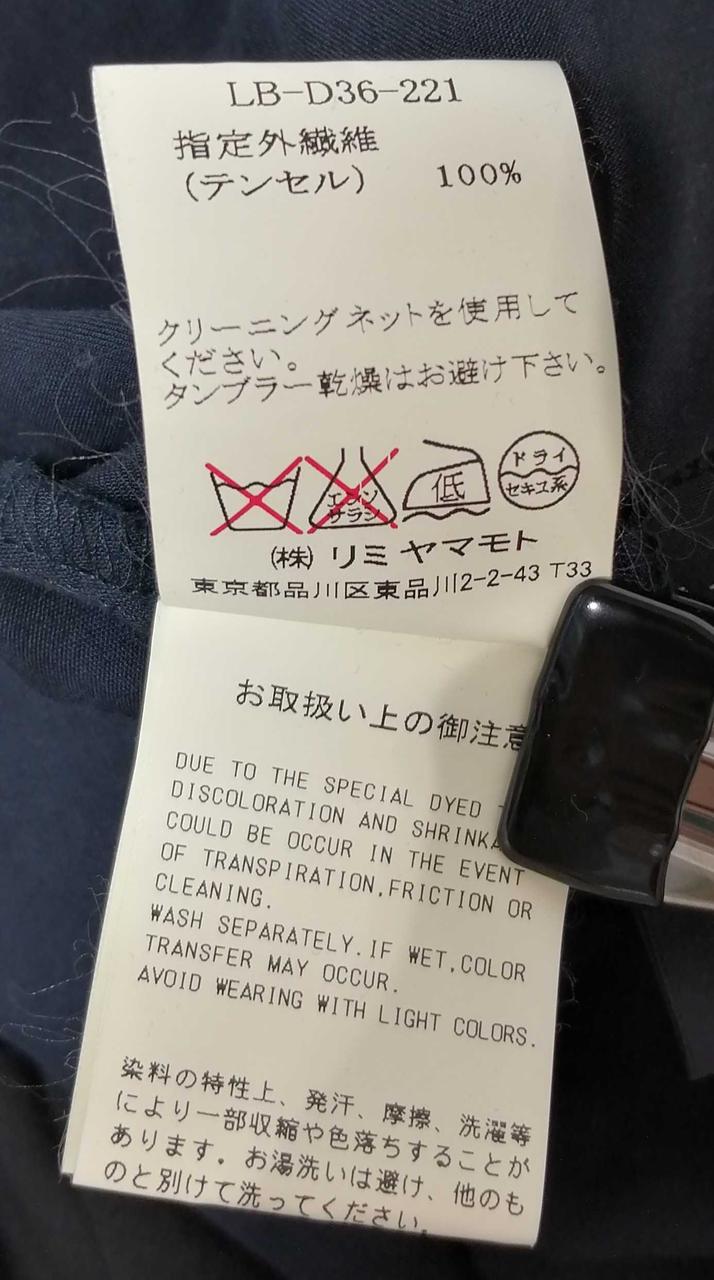 LB-D36-221
指定外繊維
（テンセル） 100%
クリーニングネットを使用して
ください。
タンブラー乾燥はお避け下さい。
エンソ
サラシ
低
ドライ
セキユ系
㈱ リミ ヤマモト
東京都品川区東品川2-2-43 T33
お取扱い上の御注意
DUE TO THE SPECIAL DYED
DISCOLORATION AND
COULD BE OCCUR IN THE EVENT
OF TRANSPIRATION,FRICTION OR
CLEANING.
WASH SEPARATELY.IF WET,COLOR
TRANSFER MAY OCCUR.
AVOID WEARING WITH LIGHT COLORS.
染料の特性上、発汗、摩擦、洗濯等
により一部収縮や色落ちすることが
あります。お湯洗いは避け、他のも
のと別けて洗ってください。